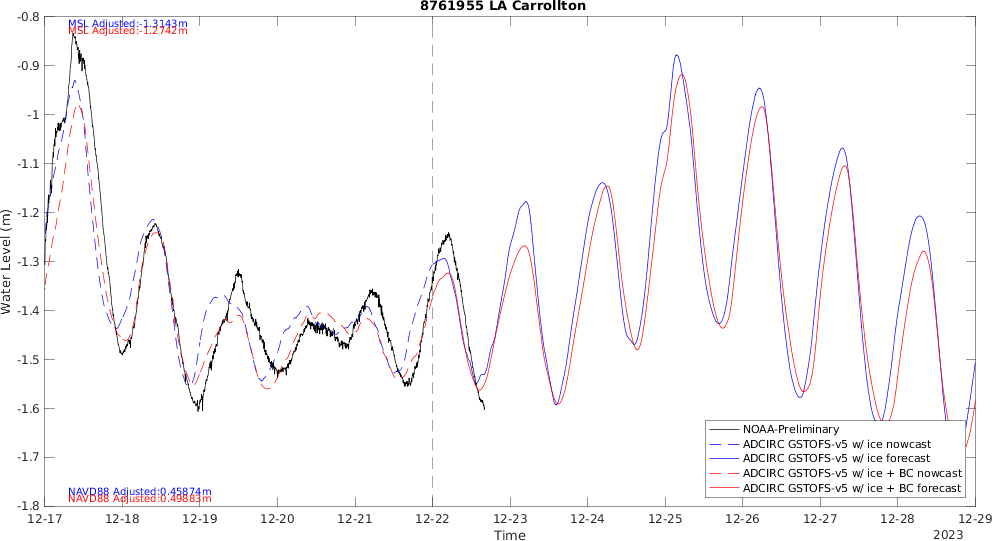 8761955 LA Carrollton
MSL Adjusted:-1.3143m
MSL Adjusted:-1.2742m
-0.8
-0.9
-1
-1.1
-1.2
-1.3
-1.4
-1.5
-1.6
-1.7
-1.8
Water Level (m)
NOAA-Preliminary
ADCIRC GSTOFS-v5 w/ ice nowcast
ADCIRC GSTOFS-v5 w/ ice forecast
ADCIRC GSTOFS-v5 w/ ice + BC nowcast
ADCIRC GSTOFS-v5 w/ ice + BC forecast
NAVD88 Adjusted:0.45874m
NAVD88 Adjusted:0.49883m
12-17 12-18 12-19 12-20 12-21 12-22 12-23 12-24 12-25 12-26 12-27 12-28 12-29
Time
2023